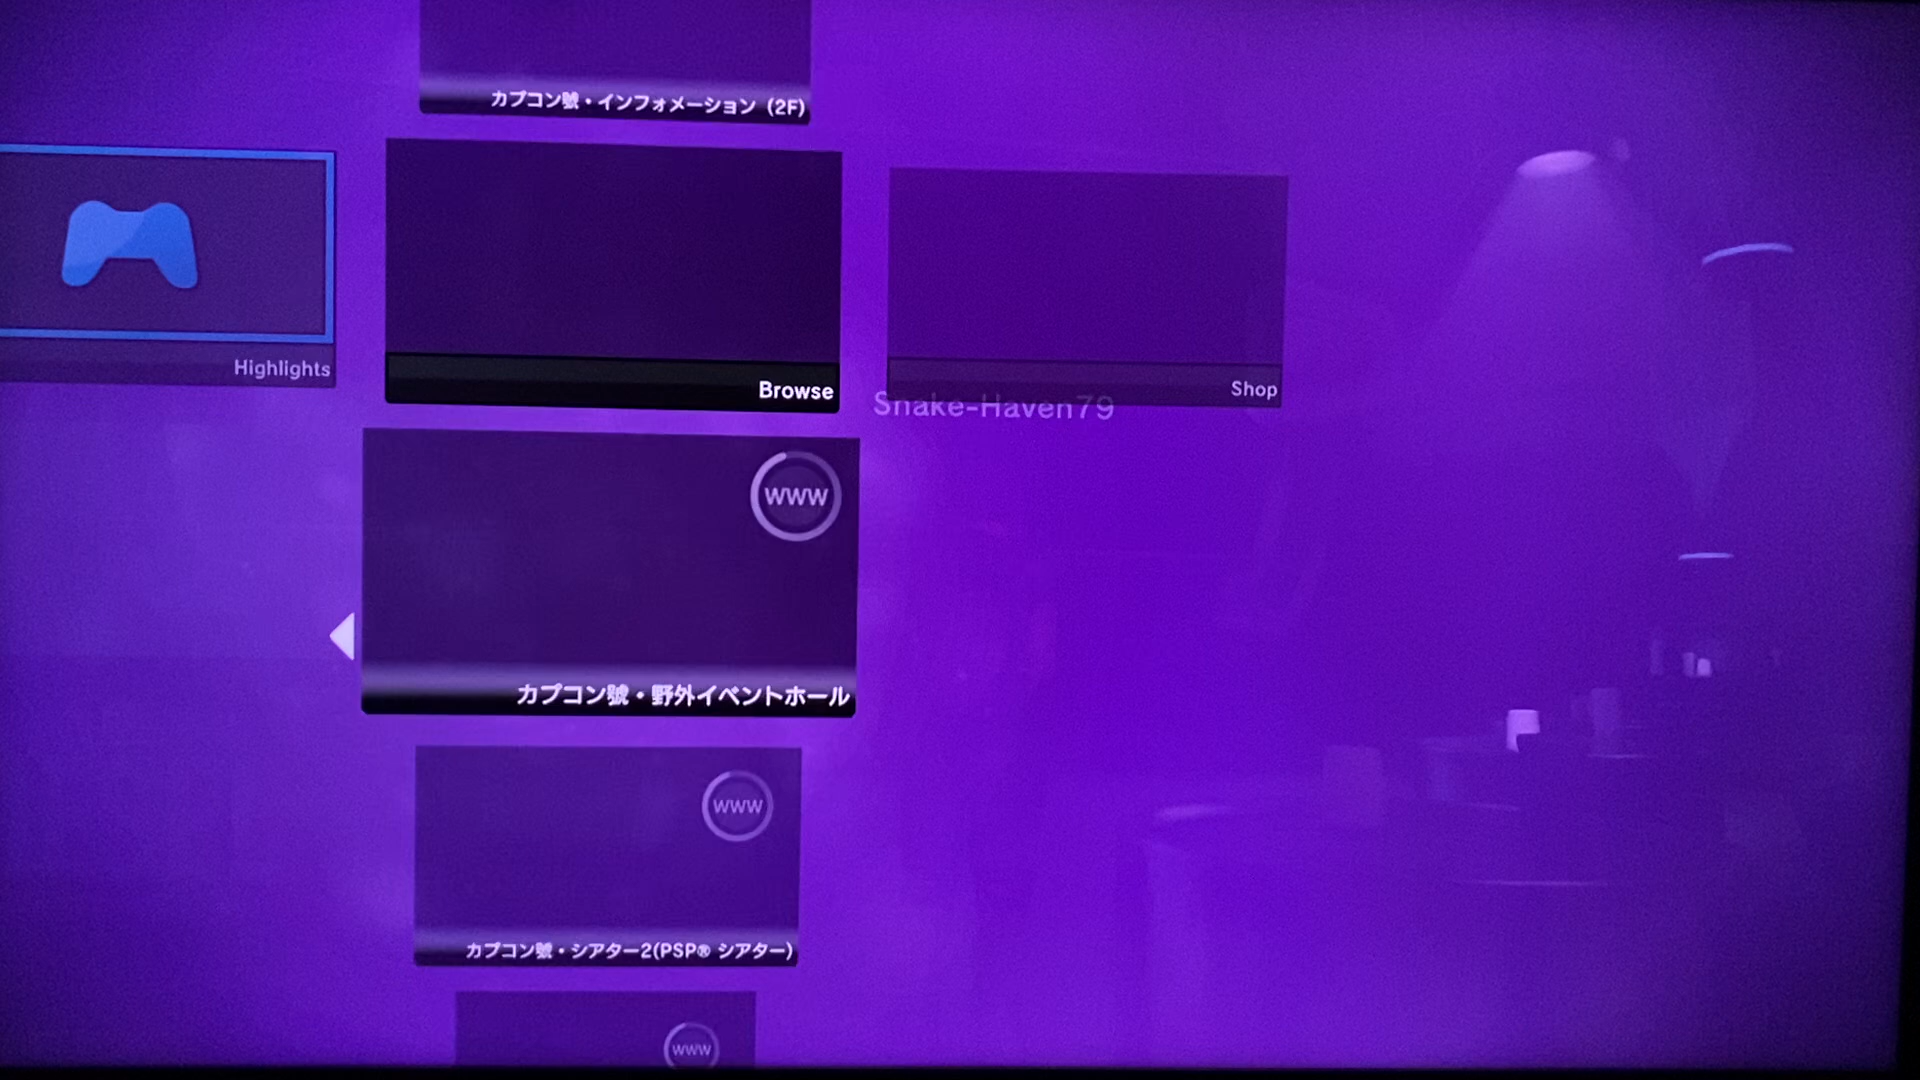 カプコン號・インフォメーション (2F)
Highlights
Browse
Shop
Snake-Haven79
WWW
カプコン號・野外イベントホール
WWW
カプコン號・シアター2(PSP® シアター)
WWW